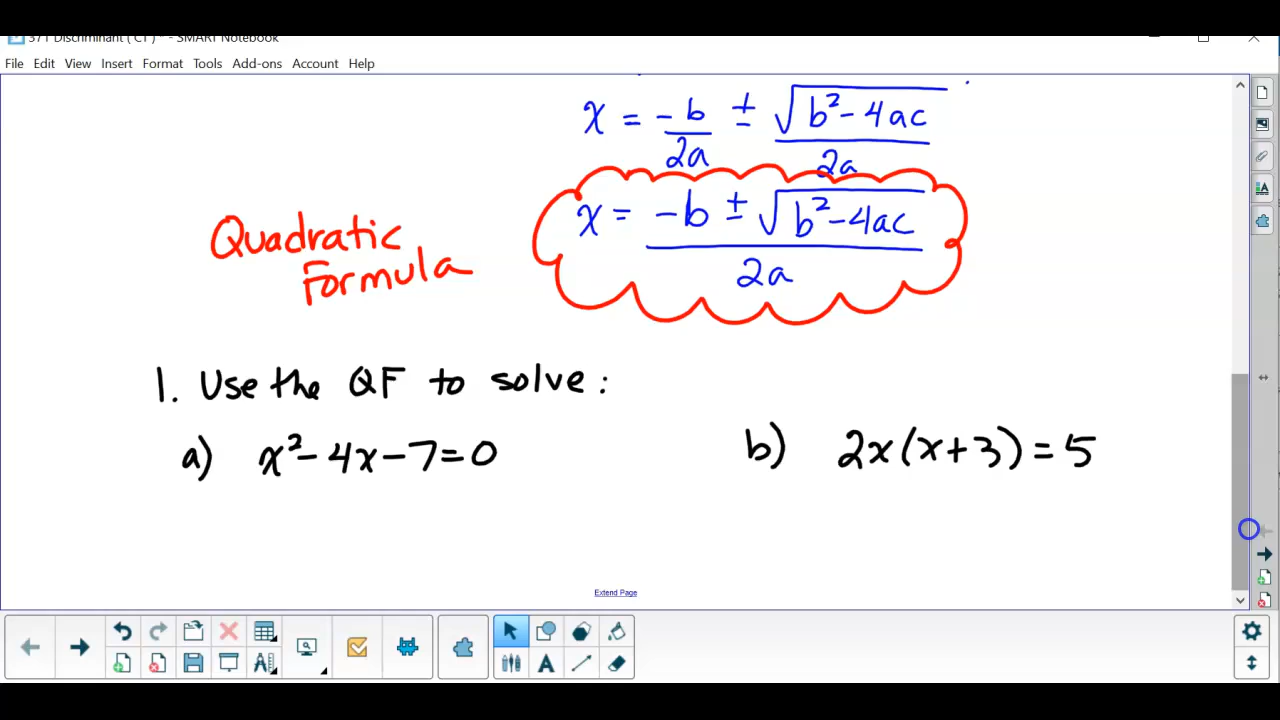 371 Discriminant ( CT ) * - SMART Notebook
File Edit View Insert Format Tools Add-ons Account Help
x = -b/2a ± √(b² - 4ac)/2a
x = (-b ± √(b² - 4ac))/2a
Quadratic
Formula
1. Use the QF to solve :
a) x² - 4x - 7 = 0
b) 2x(x + 3) = 5
Extend Page